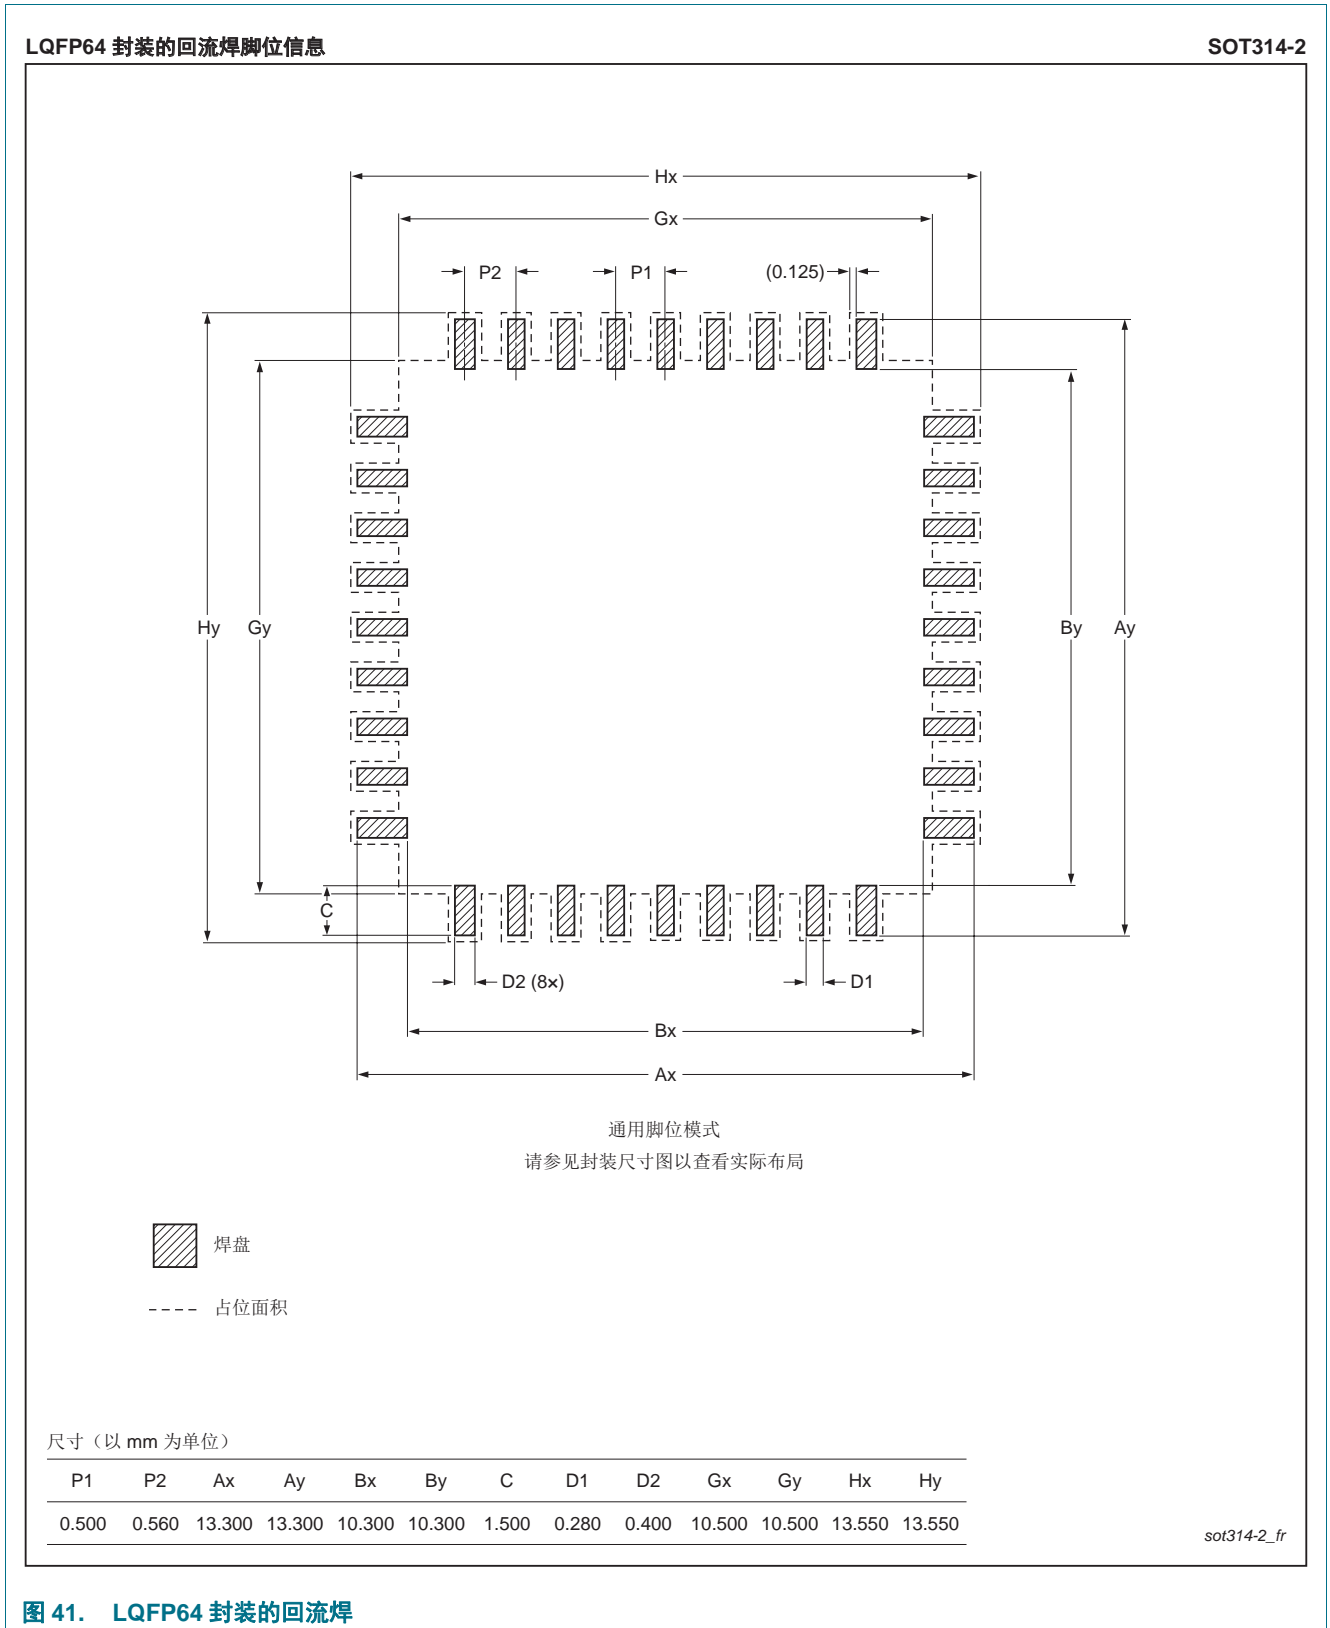 LQFP64 封装的回流焊脚位信息 SOT314-2
Hx
Gx
P2 P1 (0.125)
Hy Gy By Ay
C
D2 (8×) D1
Bx
Ax
通用脚位模式
请参见封装尺寸图以查看实际布局
焊盘
占位面积
尺寸（以 mm 为单位）
P1 P2 Ax Ay Bx By C D1 D2 Gx Gy Hx Hy
0.500 0.560 13.300 13.300 10.300 10.300 1.500 0.280 0.400 10.500 10.500 13.550 13.550
sot314-2_fr
图 41. LQFP64 封装的回流焊